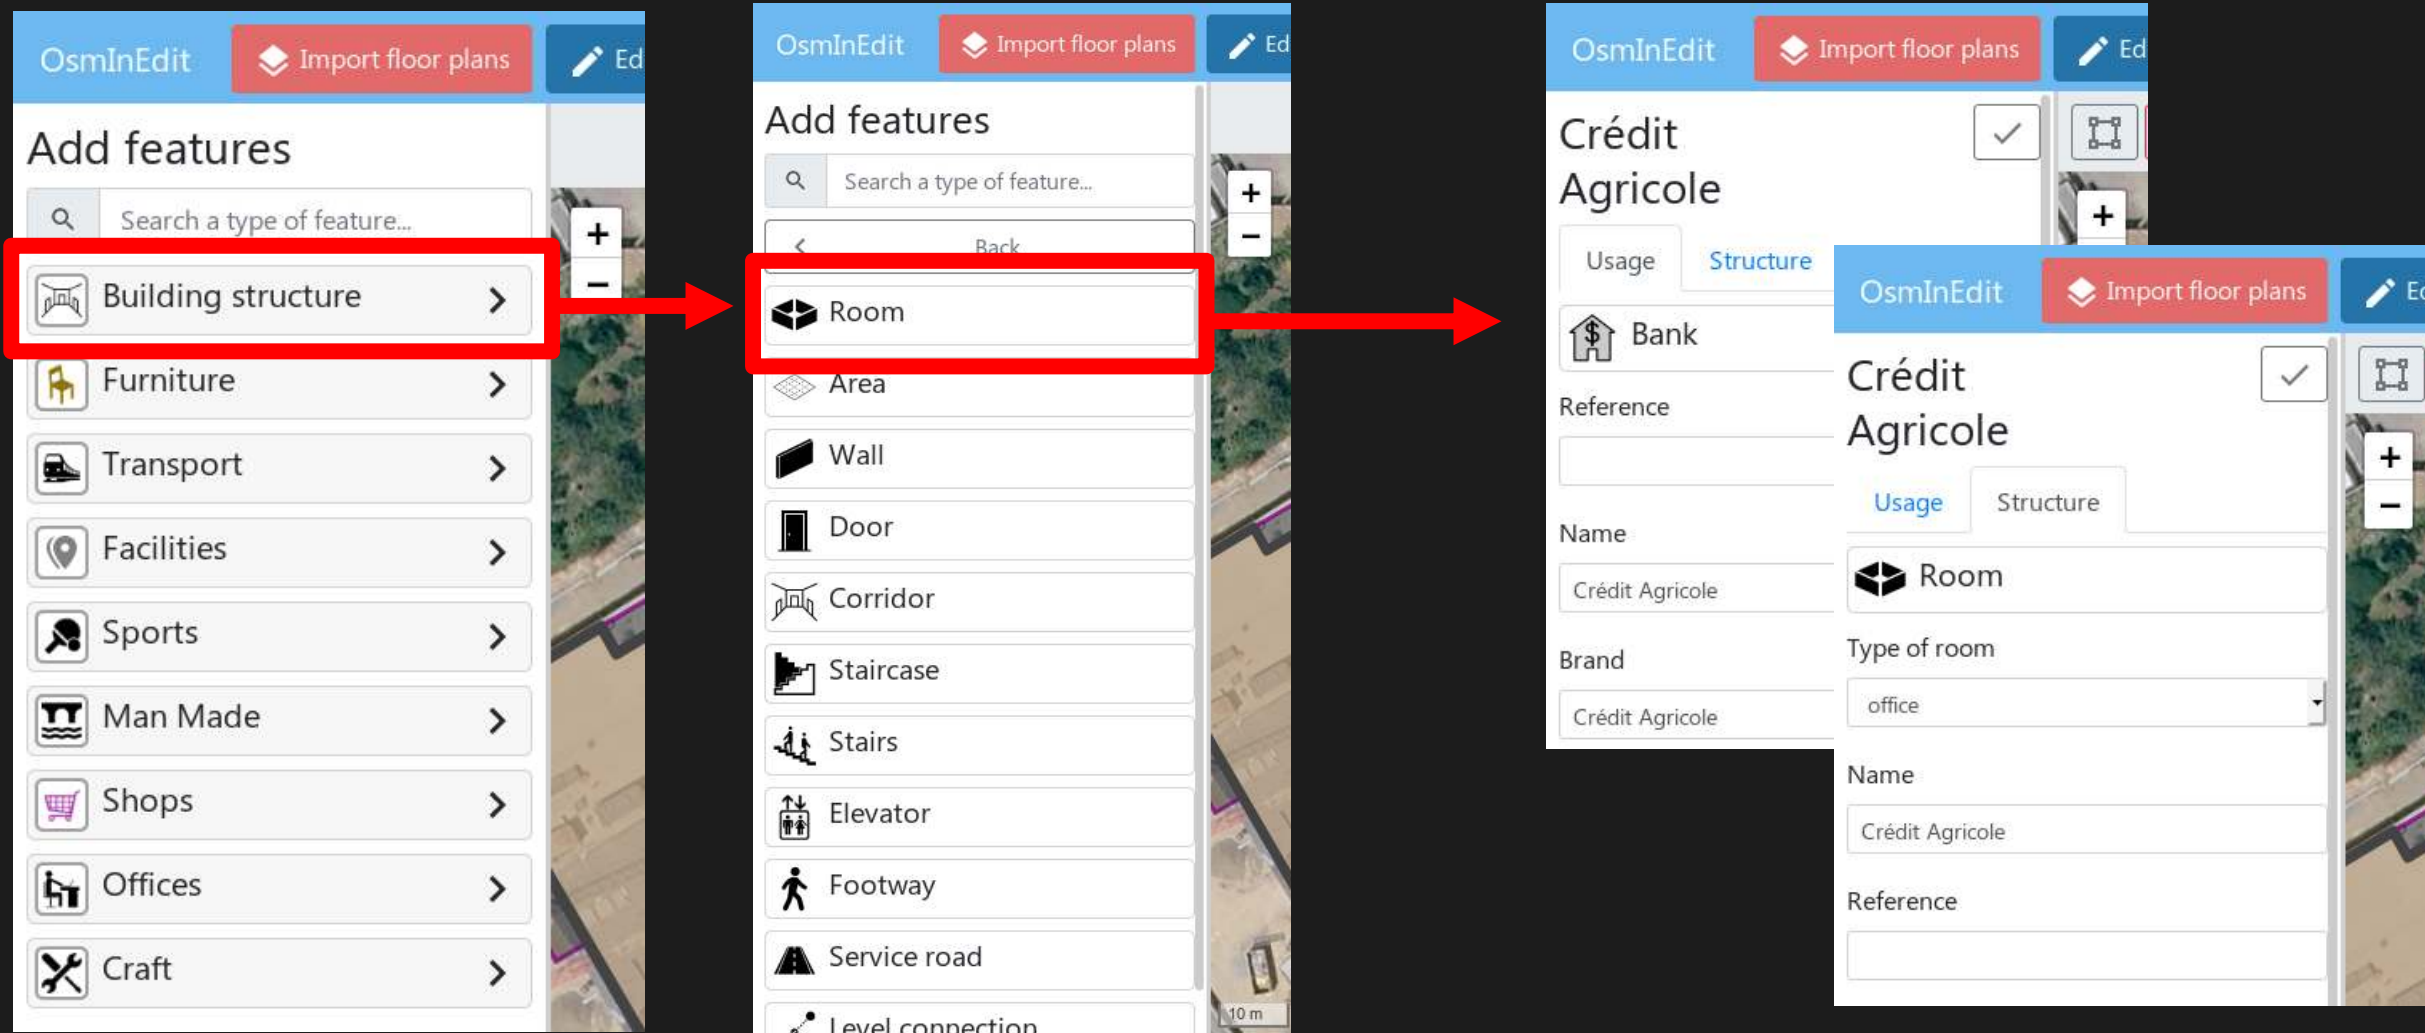 OsmInEdit
Import floor plans
Ed
Add features
Search a type of feature...
Building structure
Furniture
Transport
Facilities
Sports
Man Made
Shops
Offices
Craft
+
−
OsmInEdit
Import floor plans
Ed
Add features
Search a type of feature...
Back
Room
Area
Wall
Door
Corridor
Staircase
Stairs
Elevator
Footway
Service road
Level connection
+
−
10 m
OsmInEdit
Import floor plans
Ed
Crédit
Agricole
Usage
Structure
Bank
Reference
Name
Crédit Agricole
Brand
Crédit Agricole
+
OsmInEdit
Import floor plans
Ed
Crédit
Agricole
Usage
Structure
Room
Type of room
office
Name
Crédit Agricole
Reference
+
−